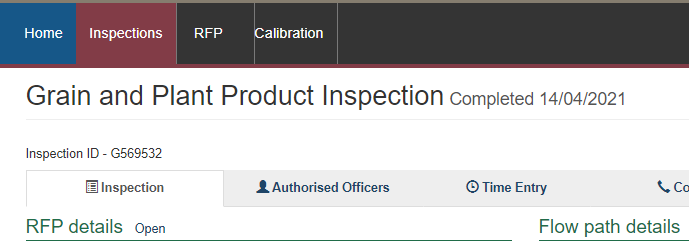 Home Inspections RFP Calibration
Grain and Plant Product Inspection Completed 14/04/2021
Inspection ID - G569532
Inspection Authorised Officers Time Entry Co
RFP details Open Flow path details